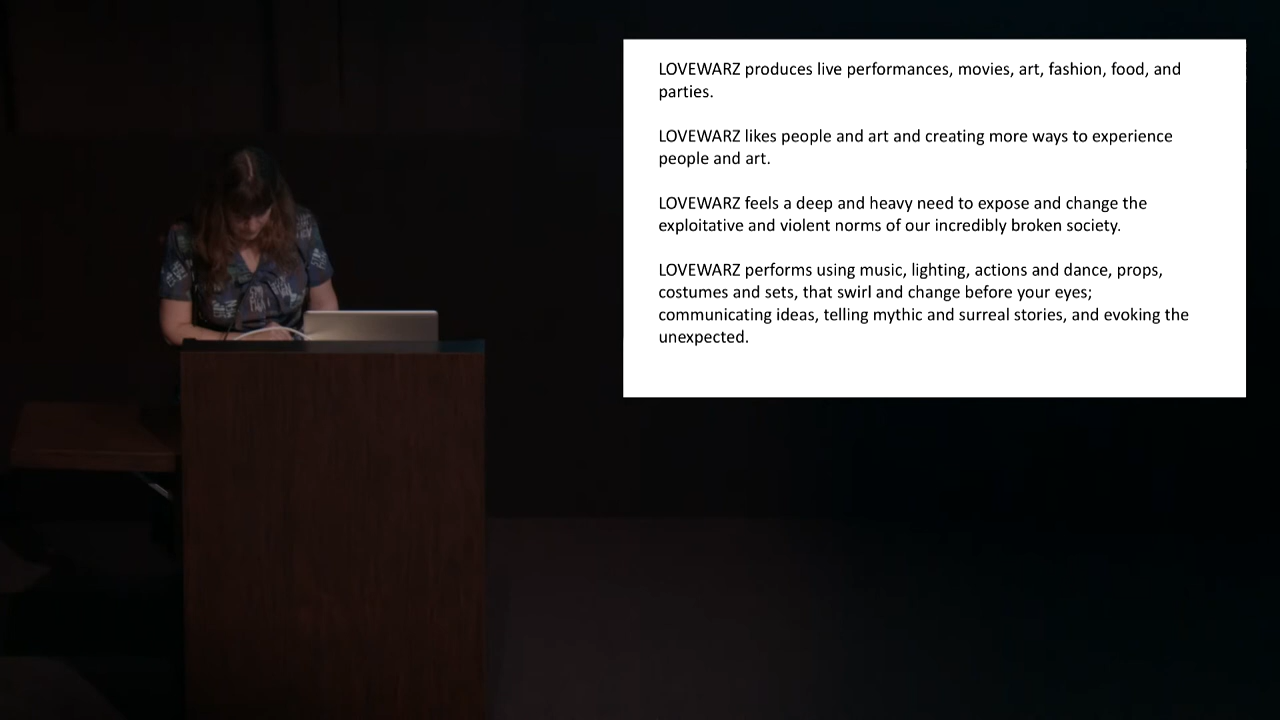 LOVEWARZ produces live performances, movies, art, fashion, food, and
parties.
LOVEWARZ likes people and art and creating more ways to experience
people and art.
LOVEWARZ feels a deep and heavy need to expose and change the
exploitative and violent norms of our incredibly broken society.
LOVEWARZ performs using music, lighting, actions and dance, props,
costumes and sets, that swirl and change before your eyes;
communicating ideas, telling mythic and surreal stories, and evoking the
unexpected.